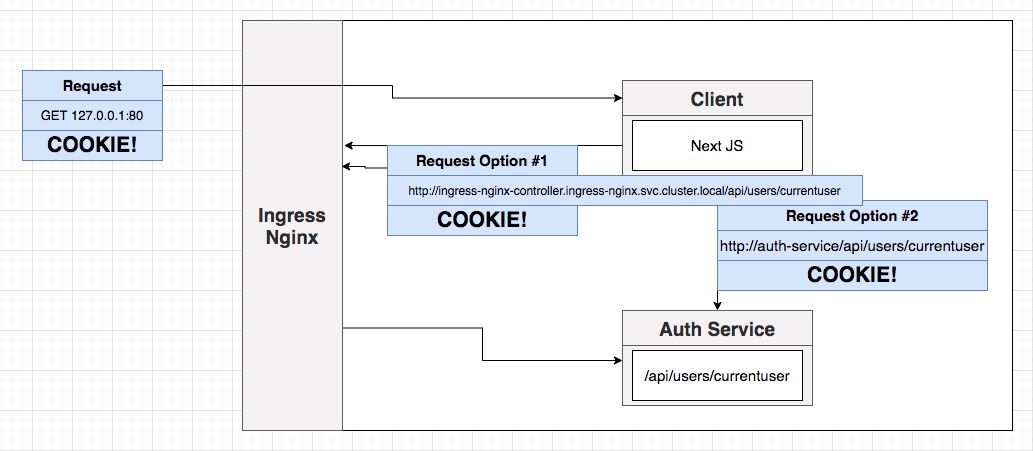 Request
GET 127.0.0.1:80
COOKIE!
Ingress
Nginx
Client
Next JS
Request Option #1
http://ingress-nginx-controller.ingress-nginx.svc.cluster.local/api/users/currentuser
COOKIE!
Request Option #2
http://auth-service/api/users/currentuser
COOKIE!
Auth Service
/api/users/currentuser